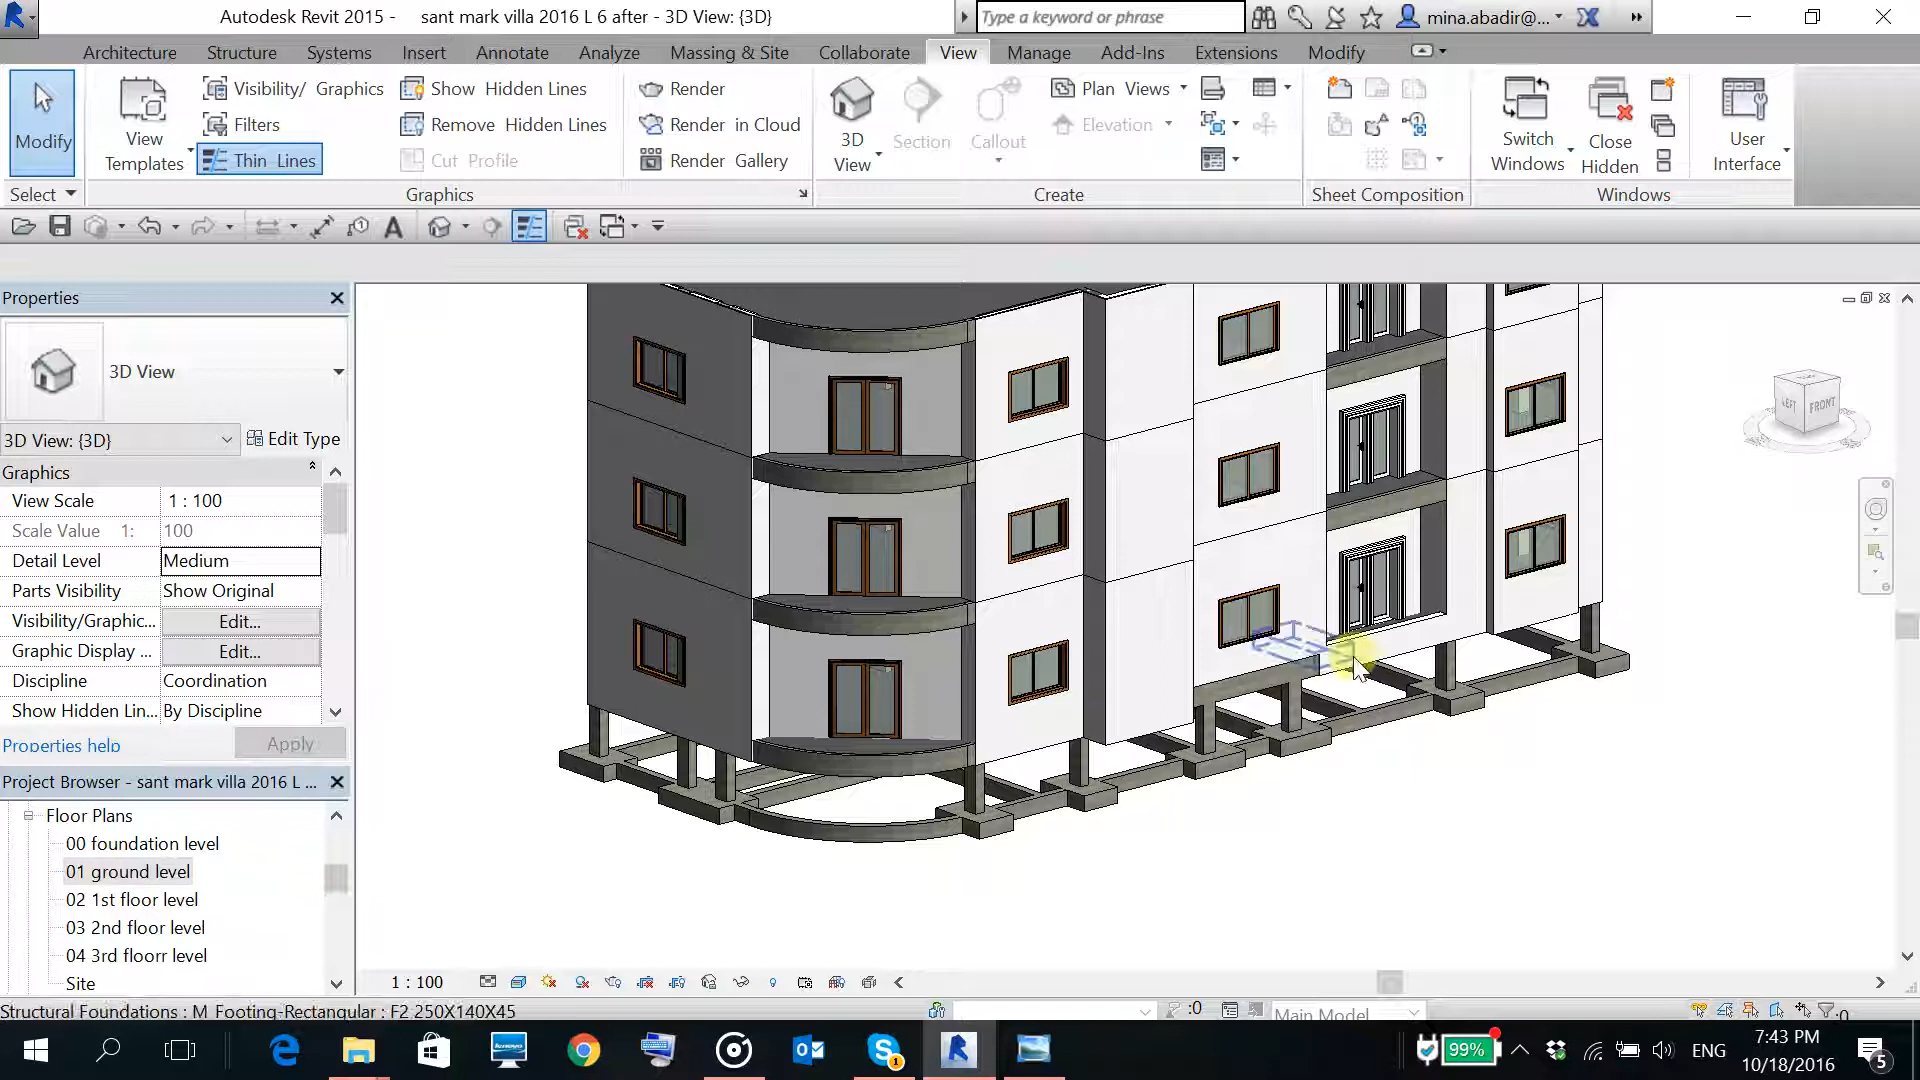 Autodesk Revit 2015 -     sant mark villa 2016 L 6 after - 3D View: {3D}
Type a keyword or phrase
mina.abadir@...
Architecture Structure Systems Insert Annotate Analyze Massing & Site Collaborate View Manage Add-Ins Extensions Modify
Modify
View Templates
Visibility/ Graphics
Filters
Thin Lines
Show Hidden Lines
Remove Hidden Lines
Cut Profile
Render
Render in Cloud
Render Gallery
3D View
Section
Callout
Plan Views
Elevation
Switch Windows
Close Hidden
User Interface
Select
Graphics
Create
Sheet Composition
Windows
Properties
3D View
3D View: {3D}
Edit Type
Graphics
View Scale 1 : 100
Scale Value 1: 100
Detail Level Medium
Parts Visibility Show Original
Visibility/Graphic... Edit...
Graphic Display ... Edit...
Discipline Coordination
Show Hidden Lin... By Discipline
Properties help
Apply
Project Browser - sant mark villa 2016 L ...
Floor Plans
00 foundation level
01 ground level
02 1st floor level
03 2nd floor level
04 3rd floorr level
Site
LEFT FRONT
1 : 100
Structural Foundations : M_Footing-Rectangular : F2 250X140X45
:0
Main Model
:0
99%
ENG
7:43 PM
10/18/2016
1
5